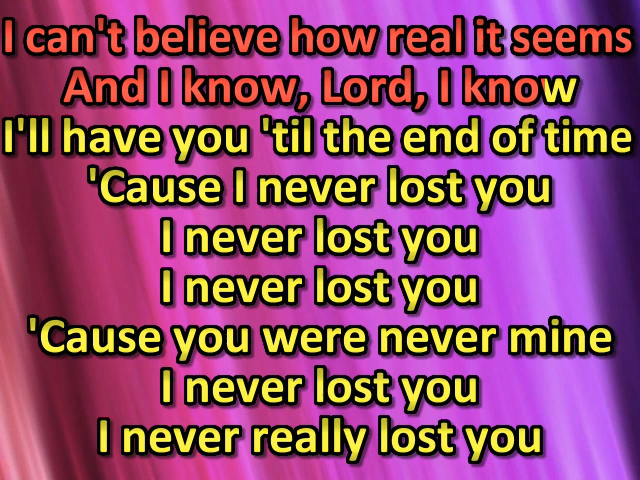 I can't believe how real it seems
And I know, Lord, I know
I'll have you 'til the end of time
'Cause I never lost you
I never lost you
I never lost you
'Cause you were never mine
I never lost you
I never really lost you